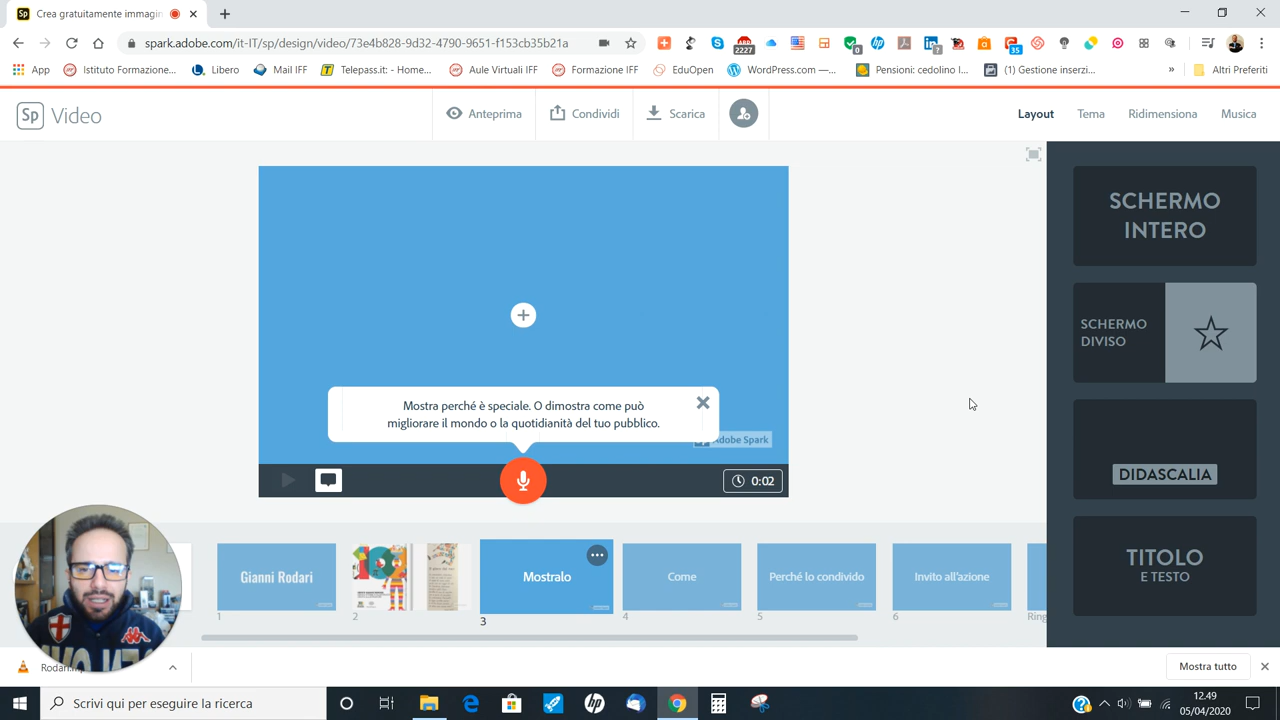 Sp Crea gratuitamente immagin
spark.adobe.com/it-IT/sp/design/video/73e4b828-9d32-4790-9651-f153cb35b21a
2227
0
?
35
App
Istituto Formazione...
Libero
Mail IFF
Telepass.it: - Home...
Aule Virtuali IFF
Formazione IFF
EduOpen
WordPress.com —...
Pensioni: cedolino I...
(1) Gestione inserzi...
»
Altri Preferiti
Sp Video
Anteprima
Condividi
Scarica
Layout
Tema
Ridimensiona
Musica
SCHERMO
INTERO
SCHERMO
DIVISO
DIDASCALIA
TITOLO
E TESTO
Mostra perché è speciale. O dimostra come può
migliorare il mondo o la quotidianità del tuo pubblico.
Adobe Spark
0:02
Gianni Rodari
Mostralo
Come
Perché lo condivido
Invito all'azione
1
2
3
4
5
6
Ring
Mostra tutto
Scrivi qui per eseguire la ricerca
hp
12.49
05/04/2020